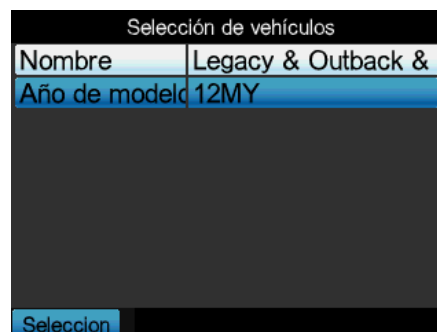 Selección de vehículos
Nombre Legacy & Outback &
Año de modelo 12MY
Seleccion